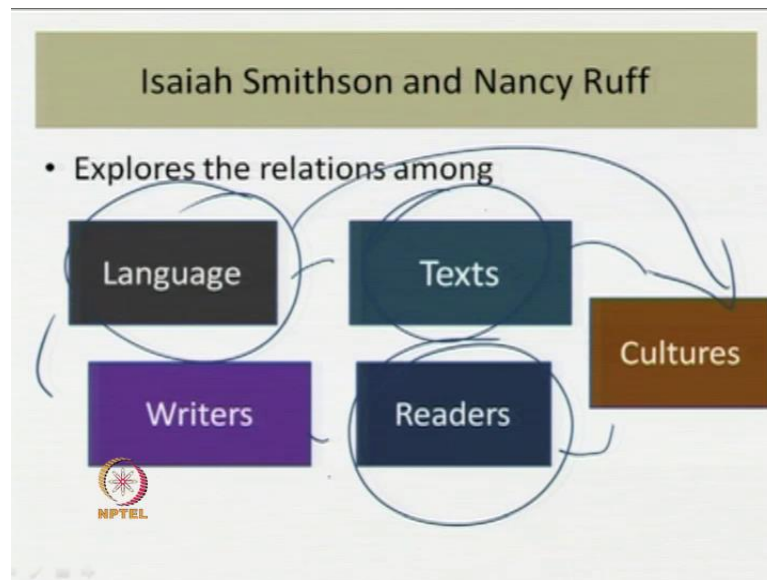 Isaiah Smithson and Nancy Ruff
• Explores the relations among
Language
Texts
Cultures
Writers
Readers
NPTEL